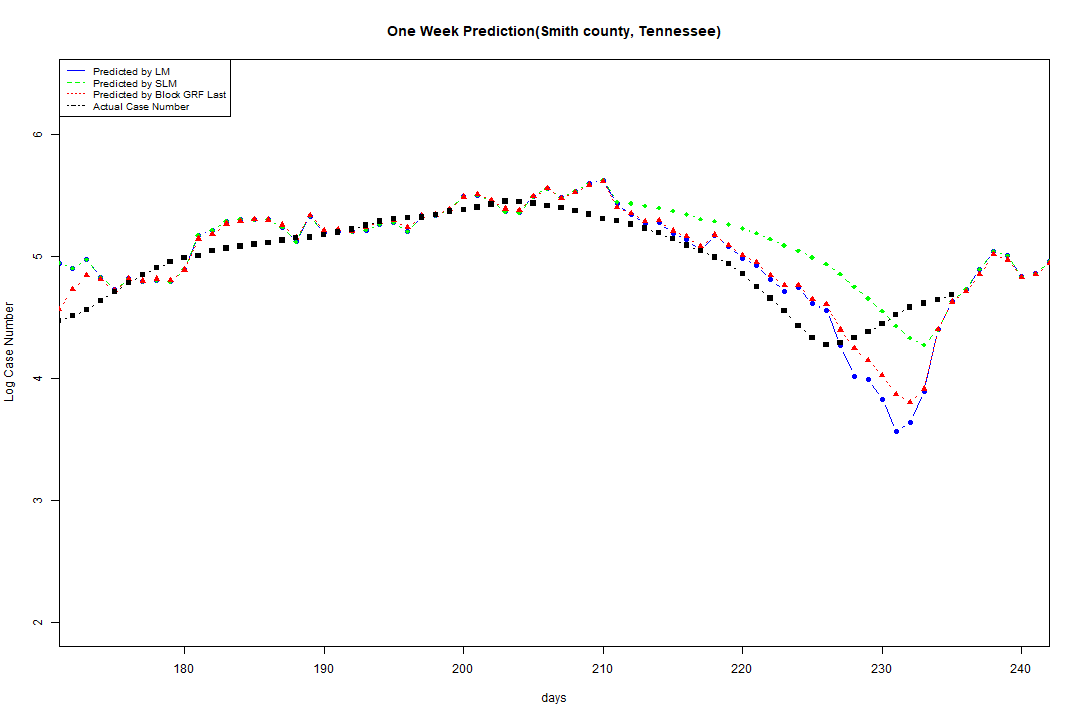 One Week Prediction(Smith county, Tennessee)
Predicted by LM
Predicted by SLM
Predicted by Block GRF Last
Actual Case Number
6
5
4
3
2
Log Case Number
180 190 200 210 220 230 240
days